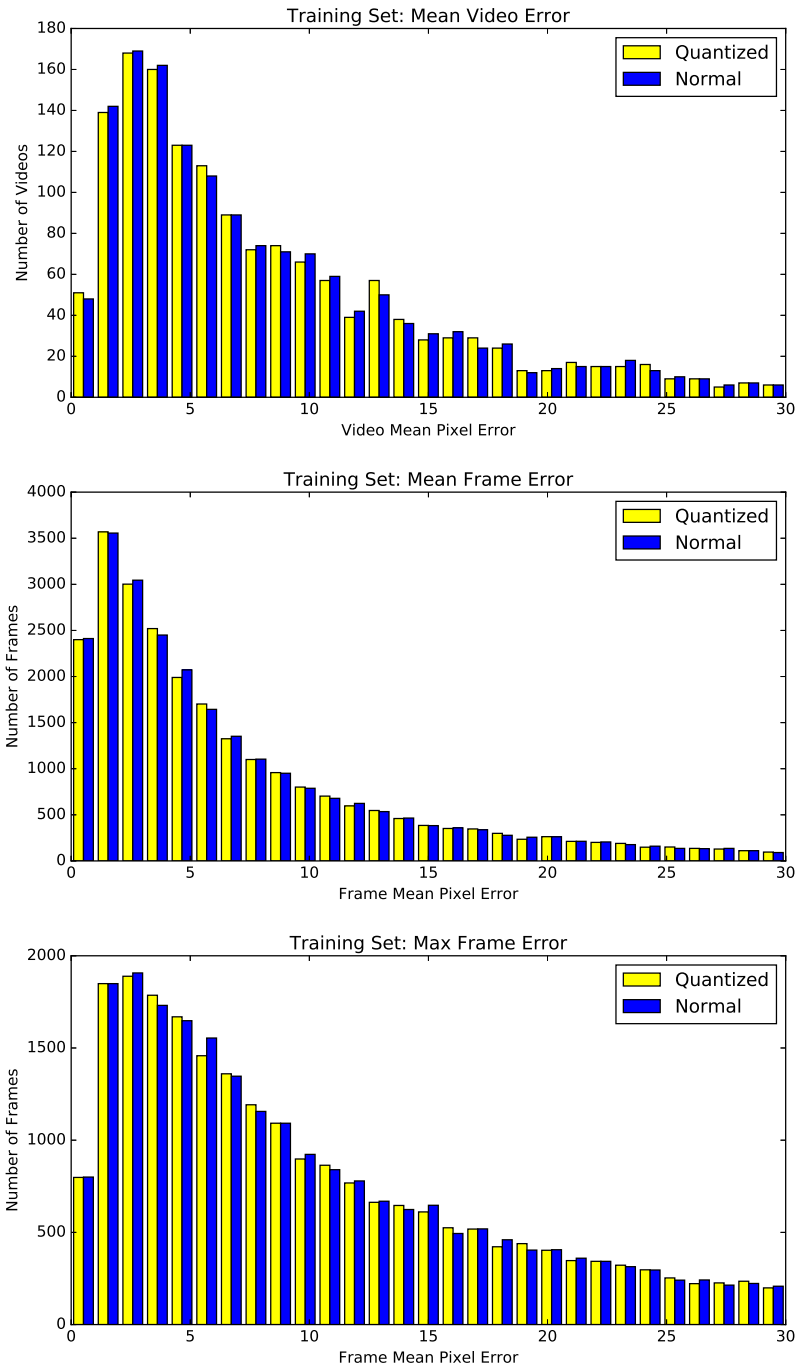 Training Set: Mean Video Error
180
160
140
120
100
80
60
40
20
0
Number of Videos
Quantized
Normal
0 5 10 15 20 25 30
Video Mean Pixel Error
Training Set: Mean Frame Error
4000
3500
3000
2500
2000
1500
1000
500
0
Number of Frames
Quantized
Normal
0 5 10 15 20 25 30
Frame Mean Pixel Error
Training Set: Max Frame Error
2000
1500
1000
500
0
Number of Frames
Quantized
Normal
0 5 10 15 20 25 30
Frame Mean Pixel Error